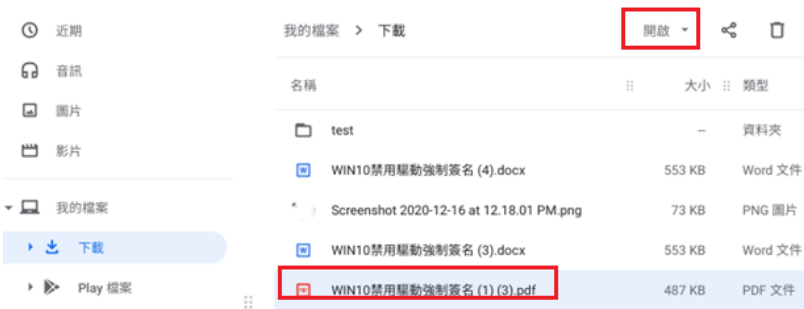 近期
音訊
圖片
影片
我的檔案
下載
Play 檔案
我的檔案 > 下載 開啟
名稱 大小 類型
test -- 資料夾
WIN10禁用驅動強制簽名 (4).docx 553 KB Word 文件
Screenshot 2020-12-16 at 12.18.01 PM.png 73 KB PNG 圖片
WIN10禁用驅動強制簽名 (3).docx 553 KB Word 文件
WIN10禁用驅動強制簽名 (1) (3).pdf 487 KB PDF 文件